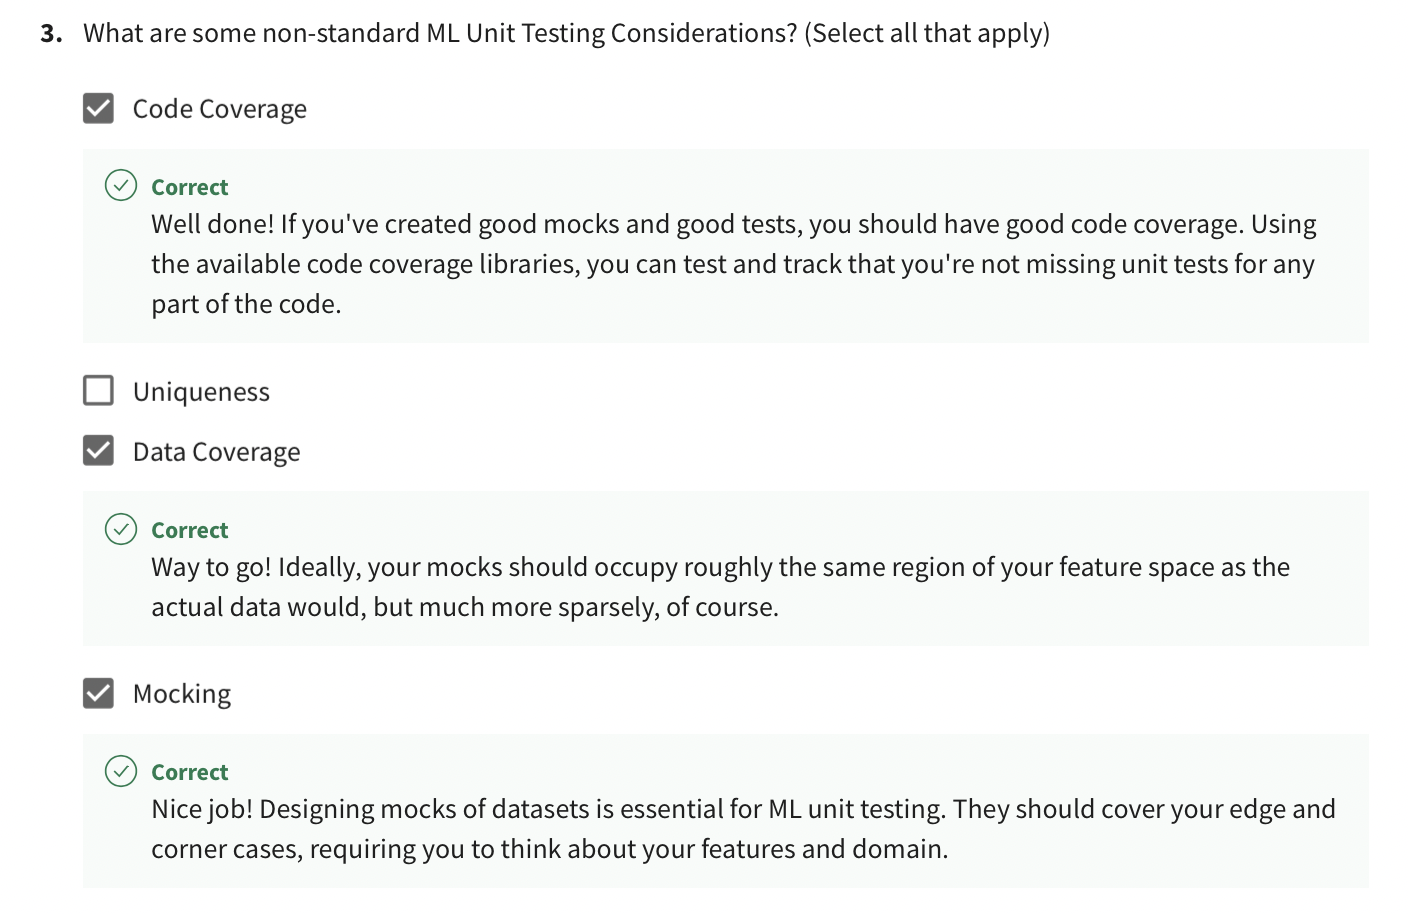 3. What are some non-standard ML Unit Testing Considerations? (Select all that apply)
Code Coverage
Correct
Well done! If you've created good mocks and good tests, you should have good code coverage. Using
the available code coverage libraries, you can test and track that you're not missing unit tests for any
part of the code.
Uniqueness
Data Coverage
Correct
Way to go! Ideally, your mocks should occupy roughly the same region of your feature space as the
actual data would, but much more sparsely, of course.
Mocking
Correct
Nice job! Designing mocks of datasets is essential for ML unit testing. They should cover your edge and
corner cases, requiring you to think about your features and domain.